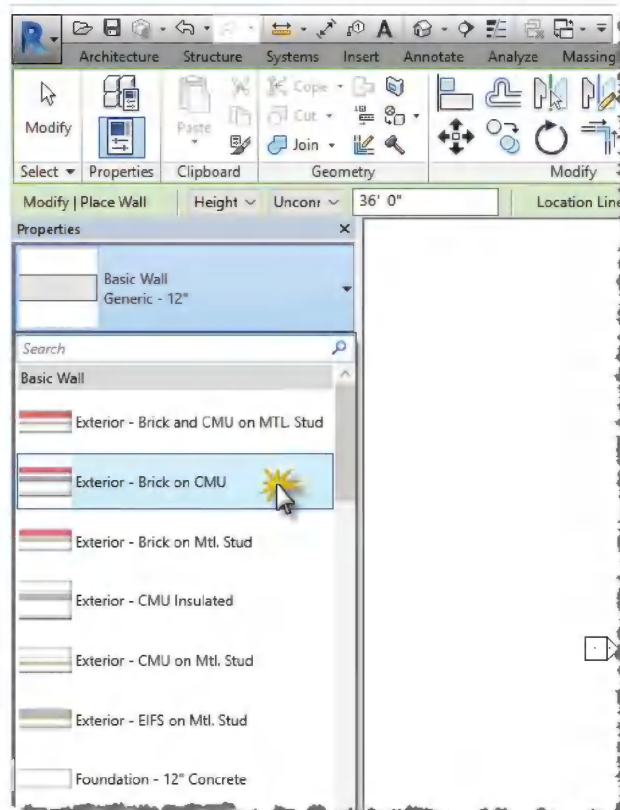 R A
Architecture Structure Systems Insert Annotate Analyze Massing
Cope
Cut
Modify Paste Join
Select Properties Clipboard Geometry Modify
Modify | Place Wall Height Unconr 36' 0" Location Line
Properties
Basic Wall
Generic - 12"
Search
Basic Wall
Exterior - Brick and CMU on MTL. Stud
Exterior - Brick on CMU
Exterior - Brick on Mtl. Stud
Exterior - CMU Insulated
Exterior - CMU on Mtl. Stud
Exterior - EIFS on Mtl. Stud
Foundation - 12" Concrete